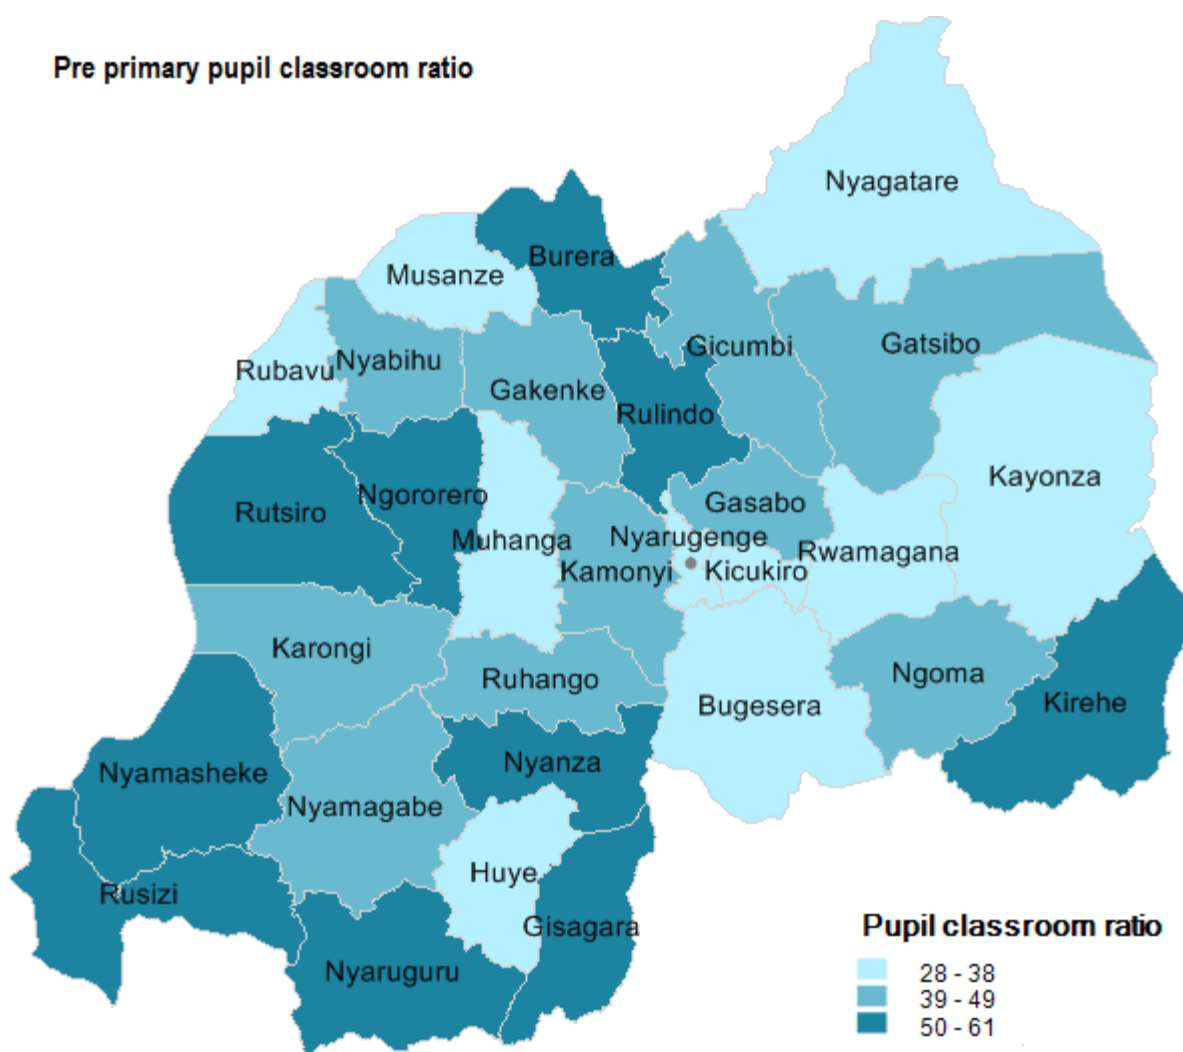 Pre primary pupil classroom ratio
Nyagatare
Burera
Musanze
Gicumbi
Gatsibo
Nyabihu
Rubavu
Gakenke
Rulindo
Kayonza
Ngororero
Gasabo
Rutsiro
Muhanga
Nyarugenge
Rwamagana
Kamonyi
Kicukiro
Karongi
Ruhango
Ngoma
Bugesera
Kirehe
Nyanza
Nyamasheke
Nyamagabe
Huye
Rusizi
Gisagara
Nyaruguru
Pupil classroom ratio
28 - 38
39 - 49
50 - 61